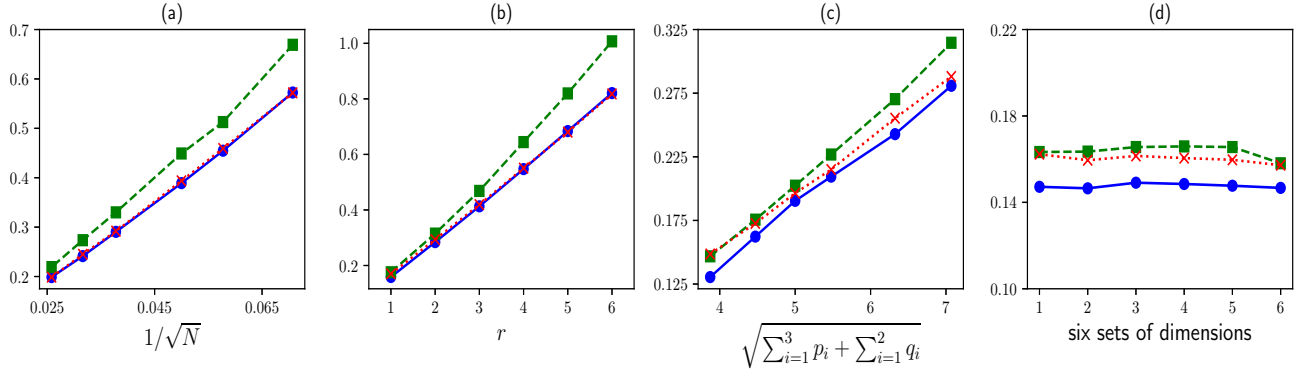 (a)
0.7
0.6
0.5
0.4
0.3
0.2
0.025 0.045 0.065
1/√N
(b)
1.0
0.8
0.6
0.4
0.2
1 2 3 4 5 6
r
(c)
0.325
0.275
0.225
0.175
0.125
4 5 6 7
√∑³ᵢ₌₁ pᵢ + ∑²ᵢ₌₁ qᵢ
(d)
0.22
0.18
0.14
0.10
1 2 3 4 5 6
six sets of dimensions